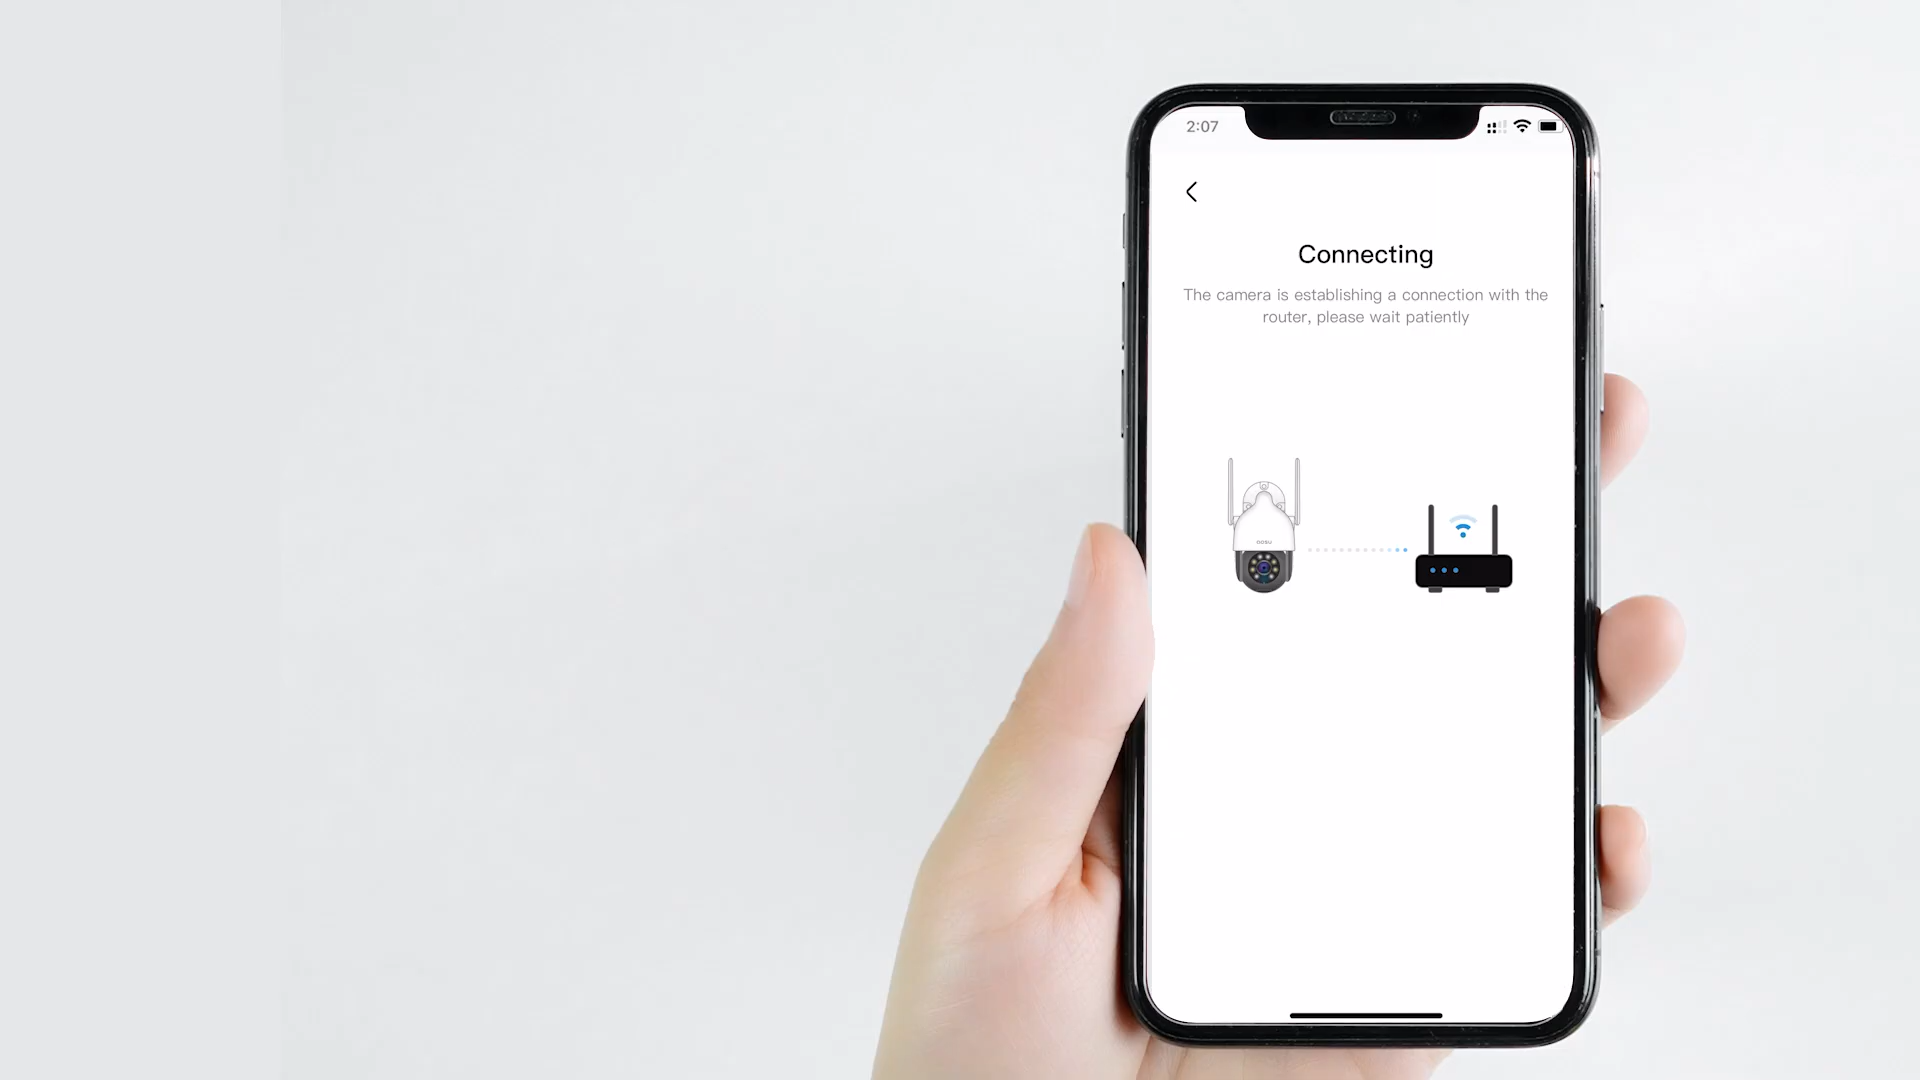 2:07
Connecting
The camera is establishing a connection with the
router, please wait patiently